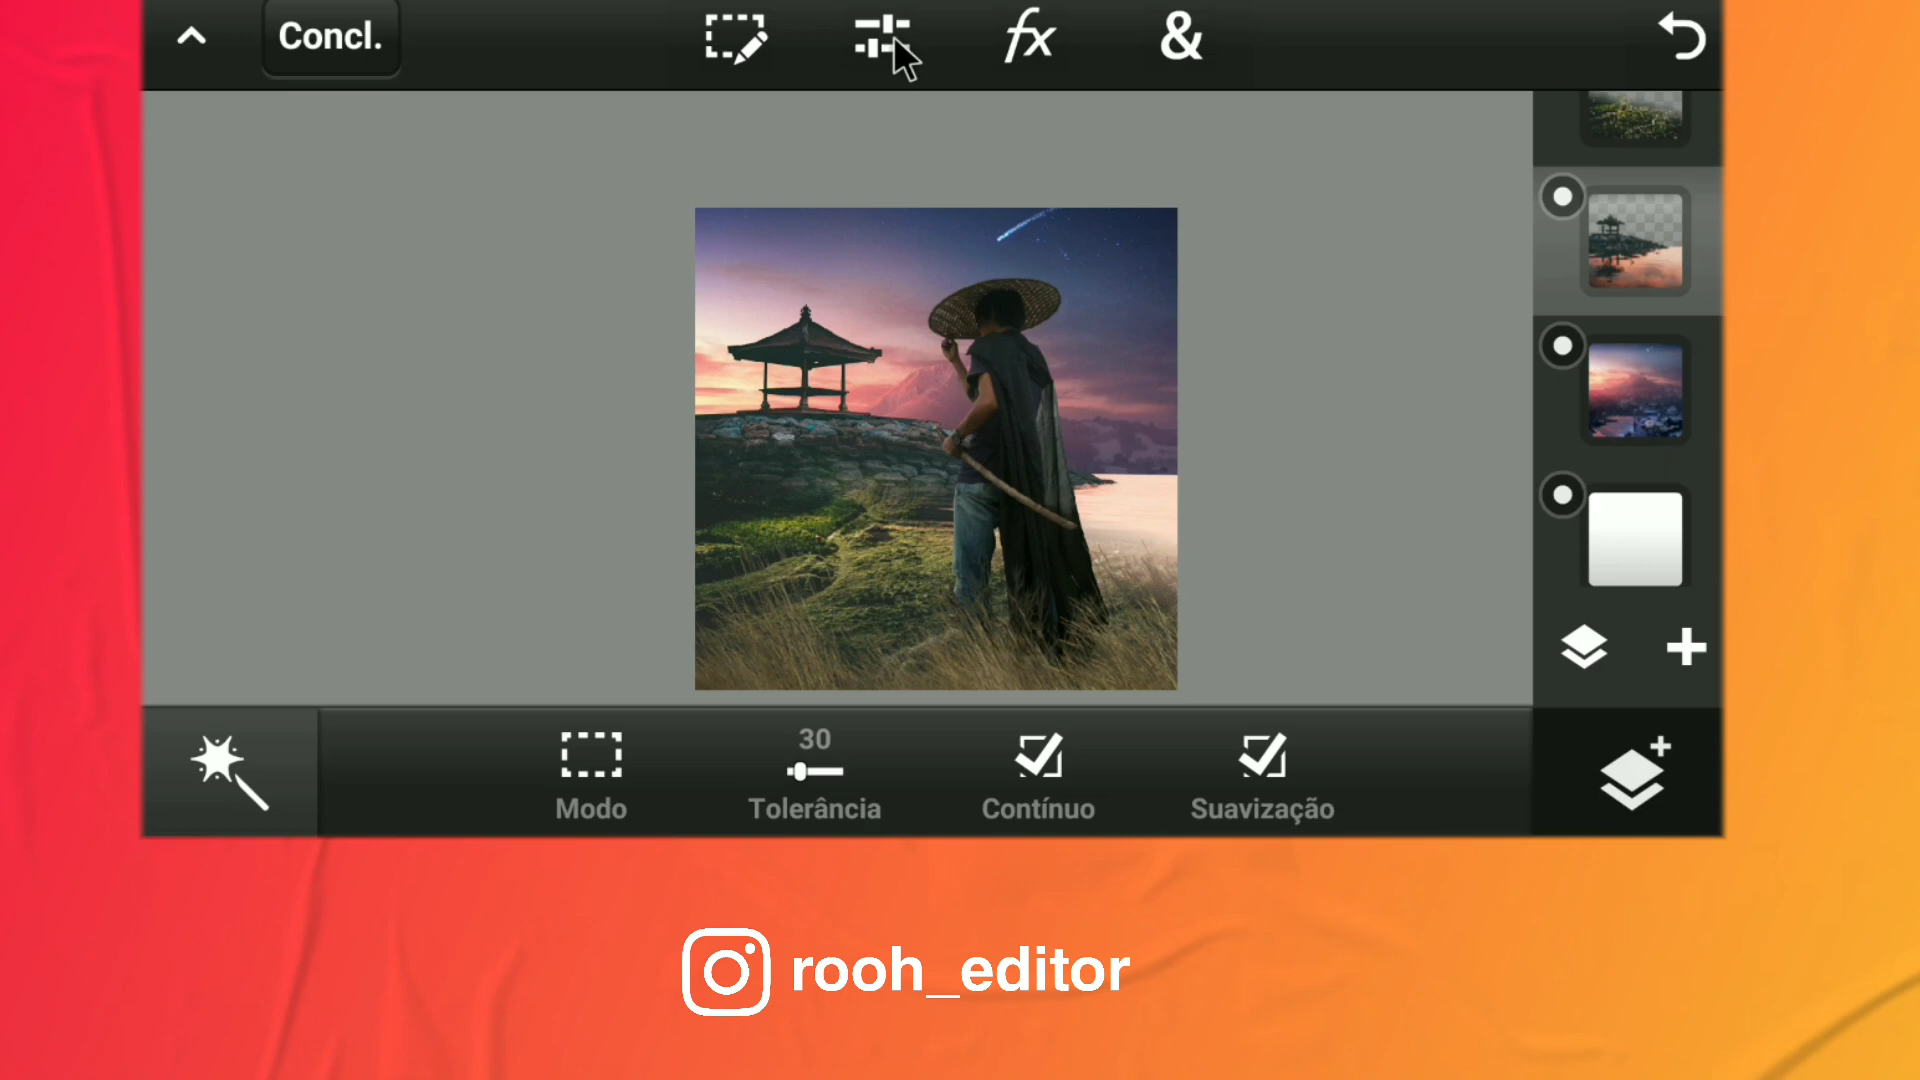 Concl.
fx
&
30
Modo
Tolerância
Contínuo
Suavização
rooh_editor